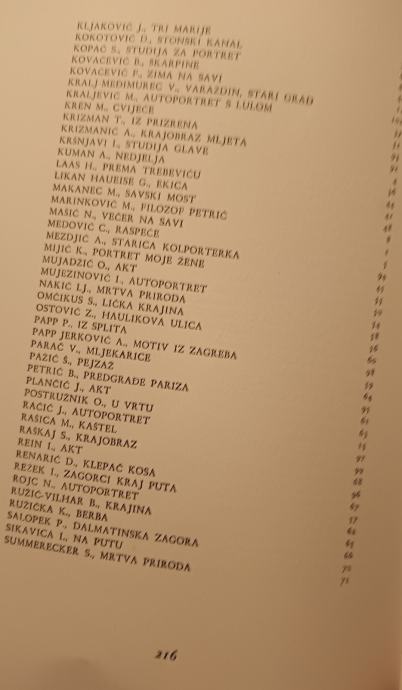 KLJAKOVIĆ J., TRI MARIJE
KOKOTOVIĆ D., STONSKI KANAL
KOPAČ S., STUDIJA ZA PORTRET
KOVAČEVIĆ B., ŠKARPINE
KOVAČEVIĆ F., ZIMA NA SAVI
KRALJ MEĐIMUREC V., VARAŽDIN, STARI GRAD
KRALJEVIĆ M., AUTOPORTRET S LULOM
KREN M., CVIJEĆE
KRIZMAN T., IZ PRIZRENA
KRIZMANIĆ A., KRAJOBRAZ MLJETA
KRŠNJAVI I., STUDIJA GLAVE
KUMAN A., NEDJELJA
LAAS H., PREMA TREBEVIĆU
LIKAN HAUEISE G., EKICA
MAKANEC M., SAVSKI MOST
MARINKOVIĆ M., FILOZOF PETRIĆ
MAŠIĆ N., VEČER NA SAVI
MEDOVIĆ C., RASPEĆE
MEZDJIĆ A., STARICA KOLPORTERKA
MIJIĆ K., PORTRET MOJE ŽENE
MUJADŽIĆ O., AKT
MUJEZINOVIĆ I., AUTOPORTRET
NAKIĆ LJ., MRTVA PRIRODA
OMČIKUS S., LIČKA KRAJINA
OSTOVIĆ Z., HAULIKOVA ULICA
PAPP P., IZ SPLITA
PAPP JERKOVIĆ A., MOTIV IZ ZAGREBA
PARAĆ V., MLJEKARICE
PAŽIĆ S., PEJZAŽ
PETRIĆ B., PREDGRAĐE PARIZA
PLANČIĆ J., AKT
POSTRUŽNIK O., U VRTU
RAČIĆ J., AUTOPORTRET
RAŠICA M., KAŠTEL
RAŠKAJ S., KRAJOBRAZ
REIN I., AKT
RENARIĆ D., KLEPAČ KOSA
REŽEK I., ZAGORCI KRAJ PUTA
ROJC N., AUTOPORTRET
RUŽIĆ-VILHAR B., KRAJINA
RUŽIČKA K., BERBA
SALOPEK P., DALMATINSKA ZAGORA
SIKAVICA I., NA PUTU
SUMMERECKER S., MRTVA PRIRODA
216